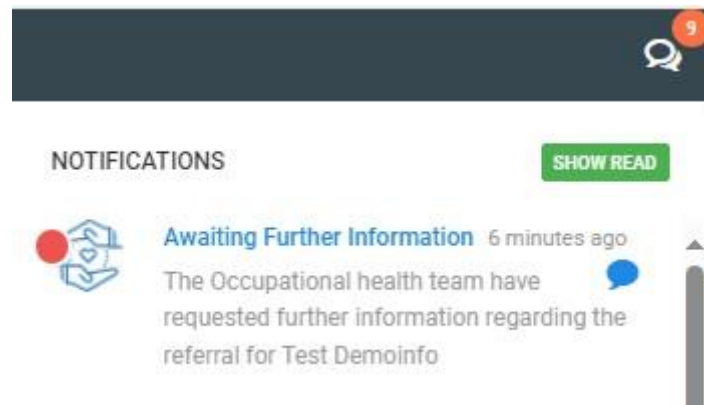 9
NOTIFICATIONS SHOW READ
Awaiting Further Information 6 minutes ago
The Occupational health team have
requested further information regarding the
referral for Test Demoinfo